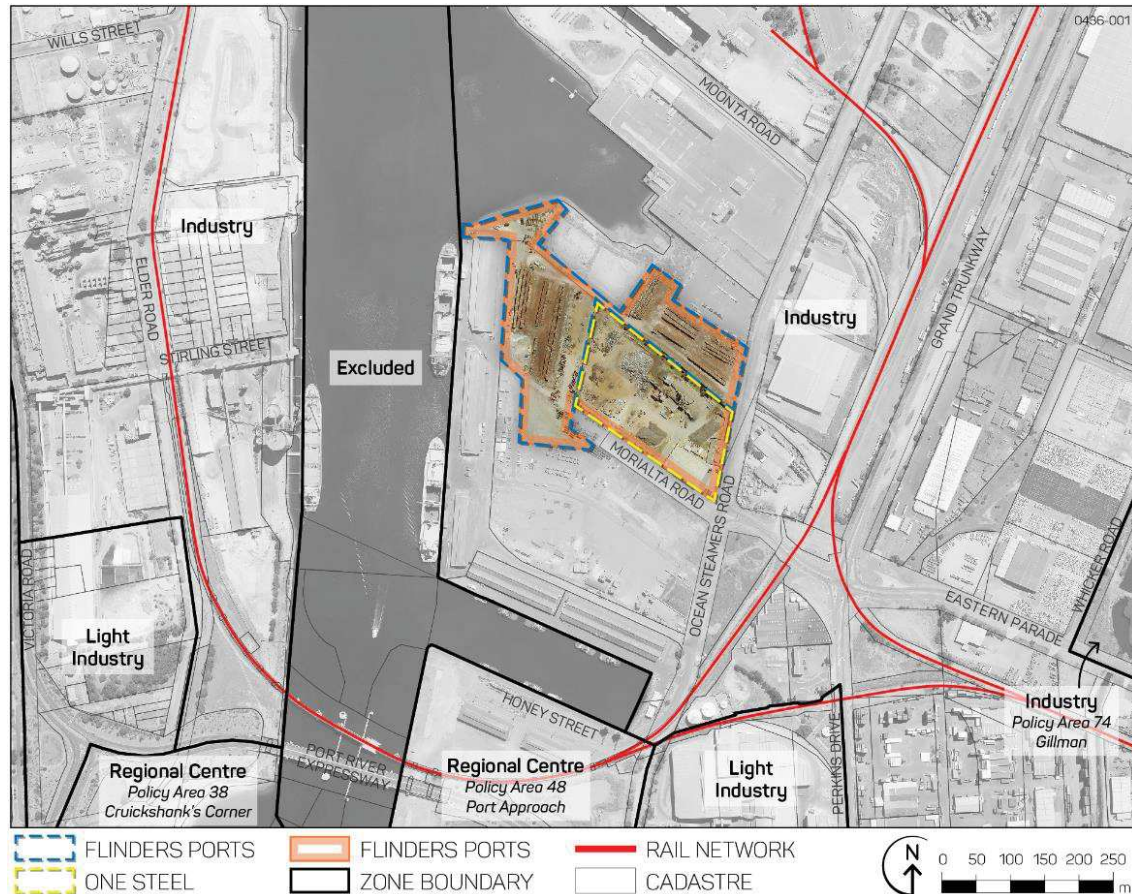 0436-001
WILLS STREET
MOONTA ROAD
Industry
ELDER ROAD
STIRLING STREET
Excluded
Industry
GRAND TRUNKWAY
MORIALTA ROAD
OCEAN STEAMERS ROAD
VICTORIA ROAD
Light
Industry
WHICKER ROAD
EASTERN PARADE
HONEY STREET
PORT RIVER
EXPRESSWAY
PERKINS DRIVE
Industry
Policy Area 74
Gillman
Regional Centre
Policy Area 38
Cruickshank's Corner
Regional Centre
Policy Area 48
Port Approach
Light
Industry
FLINDERS PORTS
FLINDERS PORTS
RAIL NETWORK
ONE STEEL
ZONE BOUNDARY
CADASTRE
N
0 50 100 150 200 250
m